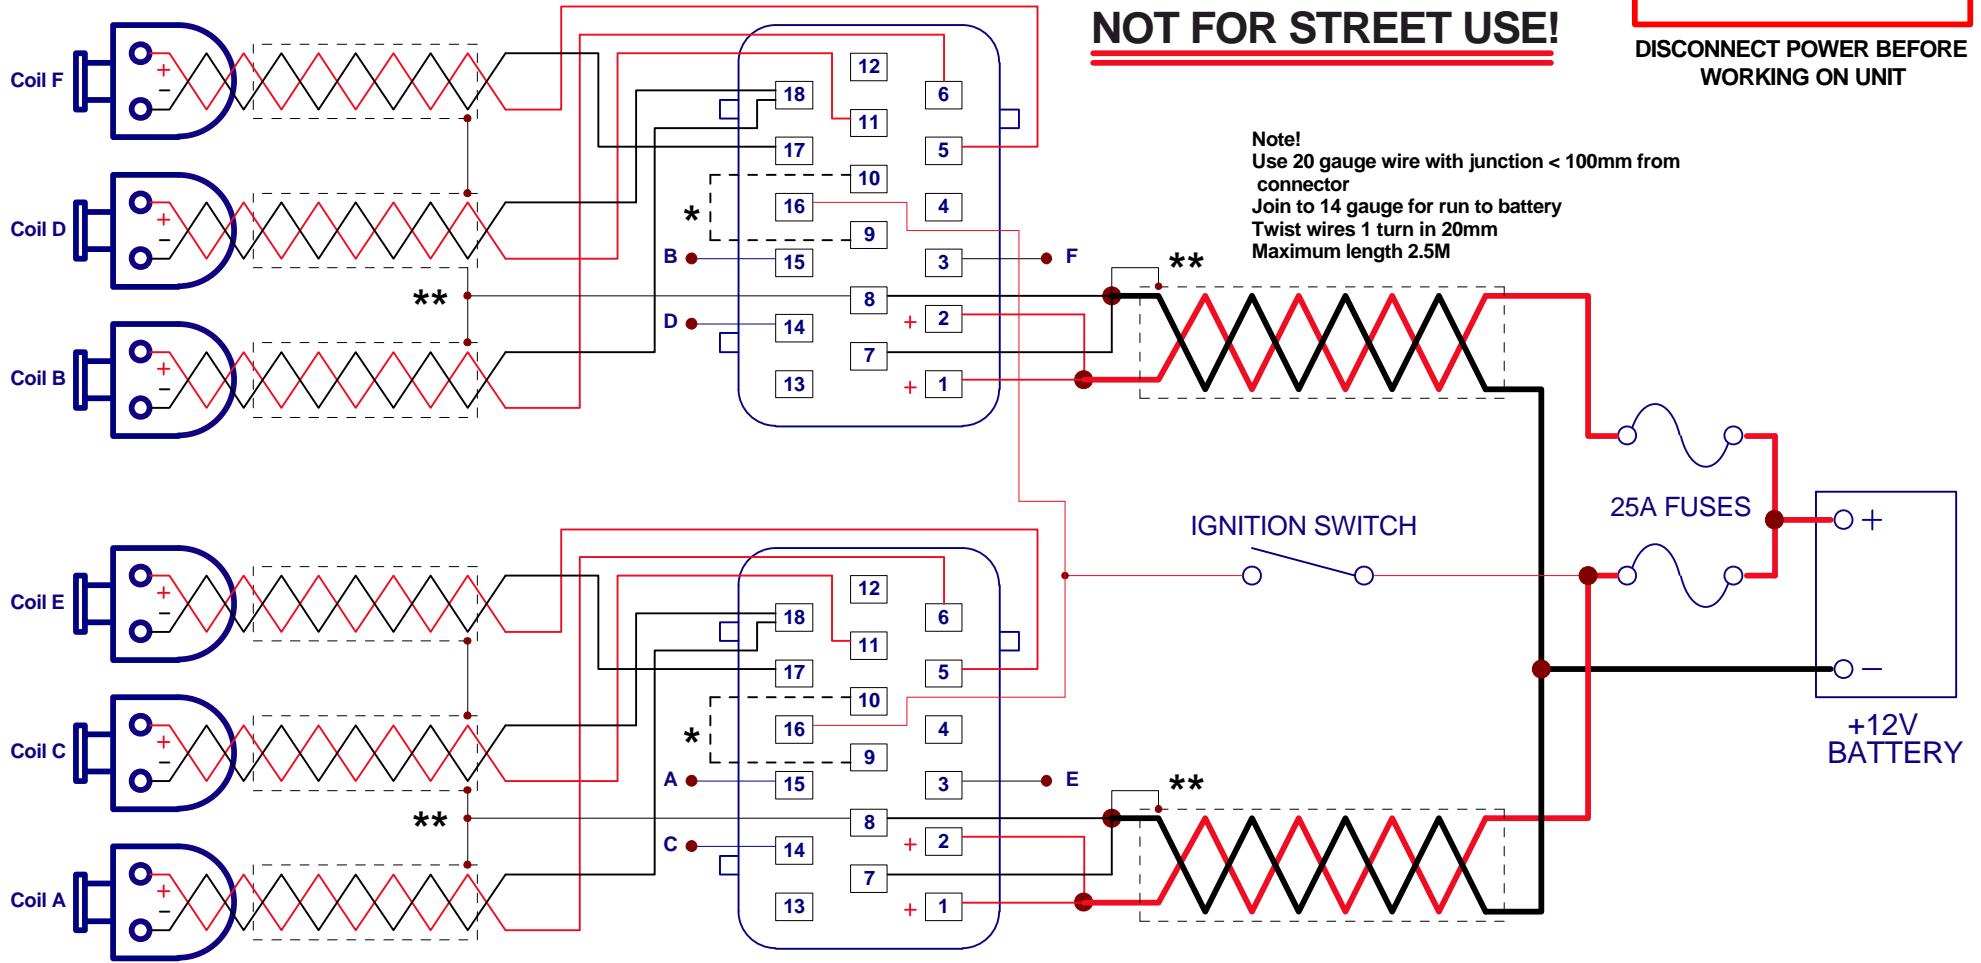 NOT FOR STREET USE!
DISCONNECT POWER BEFORE
WORKING ON UNIT
Note!
Use 20 gauge wire with junction < 100mm from
connector
Join to 14 gauge for run to battery
Twist wires 1 turn in 20mm
Maximum length 2.5M
Coil F
+
−
Coil D
+
−
Coil B
+
−
**
12
18
6
11
17
5
10
*
16
4
9
B
15
3
F
**
8
+ 2
D
14
7
13
+ 1
25A FUSES
IGNITION SWITCH
+
−
+12V
BATTERY
Coil E
+
−
Coil C
+
−
Coil A
+
−
**
12
18
6
11
17
5
10
*
16
4
9
A
15
3
E
**
8
+ 2
C
14
7
13
+ 1